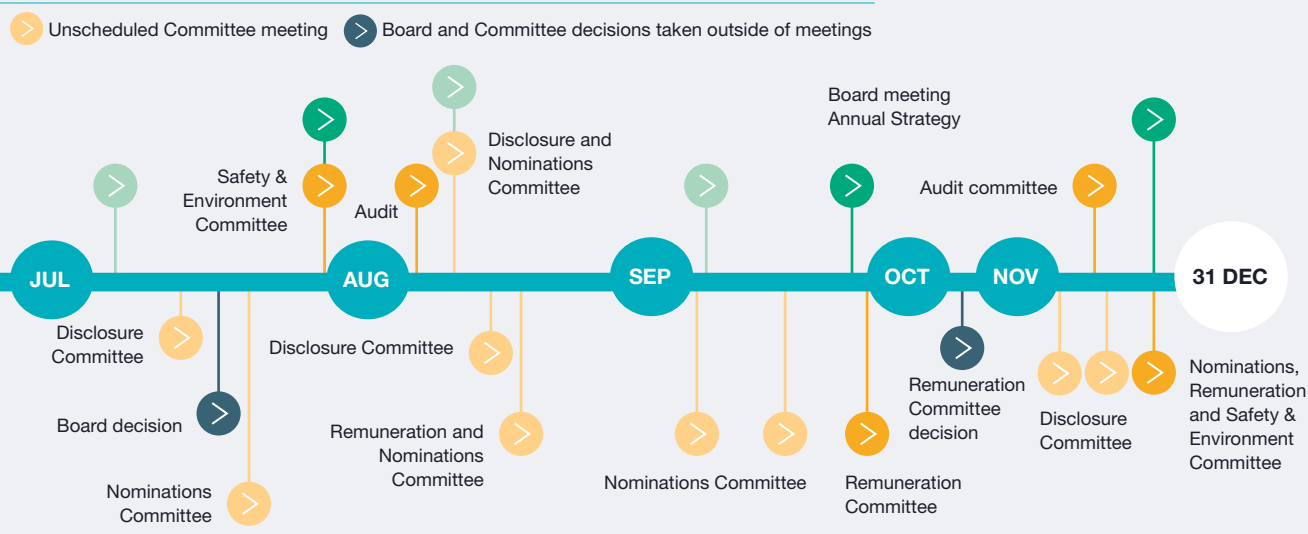 Unscheduled Committee meeting
Board and Committee decisions taken outside of meetings
Board meeting
Annual Strategy
Disclosure and
Nominations
Committee
Safety &
Environment
Committee
Audit
Audit committee
JUL
AUG
SEP
OCT
NOV
31 DEC
Disclosure
Committee
Board decision
Nominations
Committee
Disclosure Committee
Remuneration and
Nominations
Committee
Nominations Committee
Remuneration
Committee
Remuneration
Committee
decision
Disclosure
Committee
Nominations,
Remuneration
and Safety &
Environment
Committee